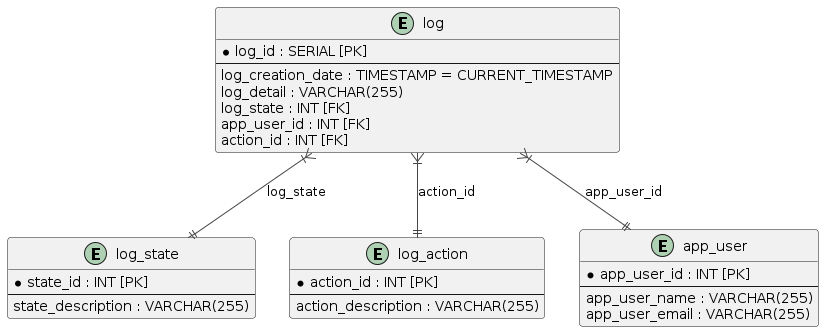 E log
* log_id : SERIAL [PK]
log_creation_date : TIMESTAMP = CURRENT_TIMESTAMP
log_detail : VARCHAR(255)
log_state : INT [FK]
app_user_id : INT [FK]
action_id : INT [FK]
log_state
action_id
app_user_id
E log_state
* state_id : INT [PK]
state_description : VARCHAR(255)
E log_action
* action_id : INT [PK]
action_description : VARCHAR(255)
E app_user
* app_user_id : INT [PK]
app_user_name : VARCHAR(255)
app_user_email : VARCHAR(255)